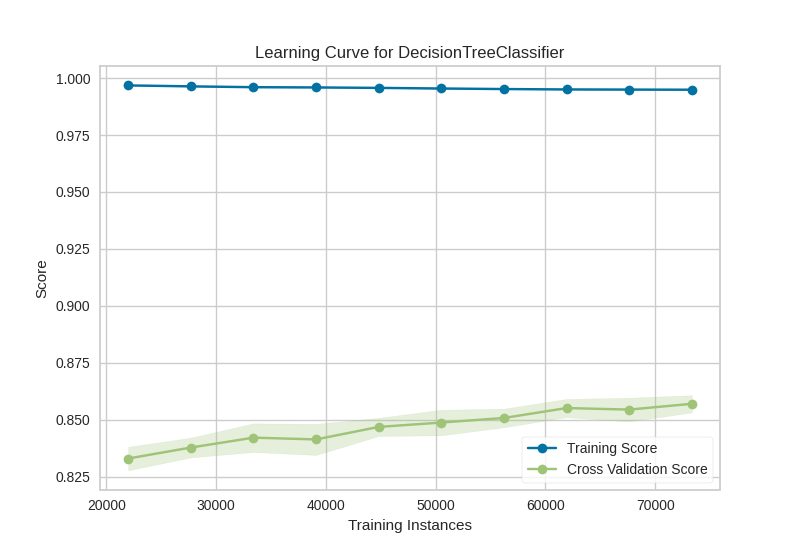 Learning Curve for DecisionTreeClassifier
1.000
0.975
0.950
0.925
0.900
0.875
0.850
0.825
Score
20000 30000 40000 50000 60000 70000
Training Instances
Training Score
Cross Validation Score